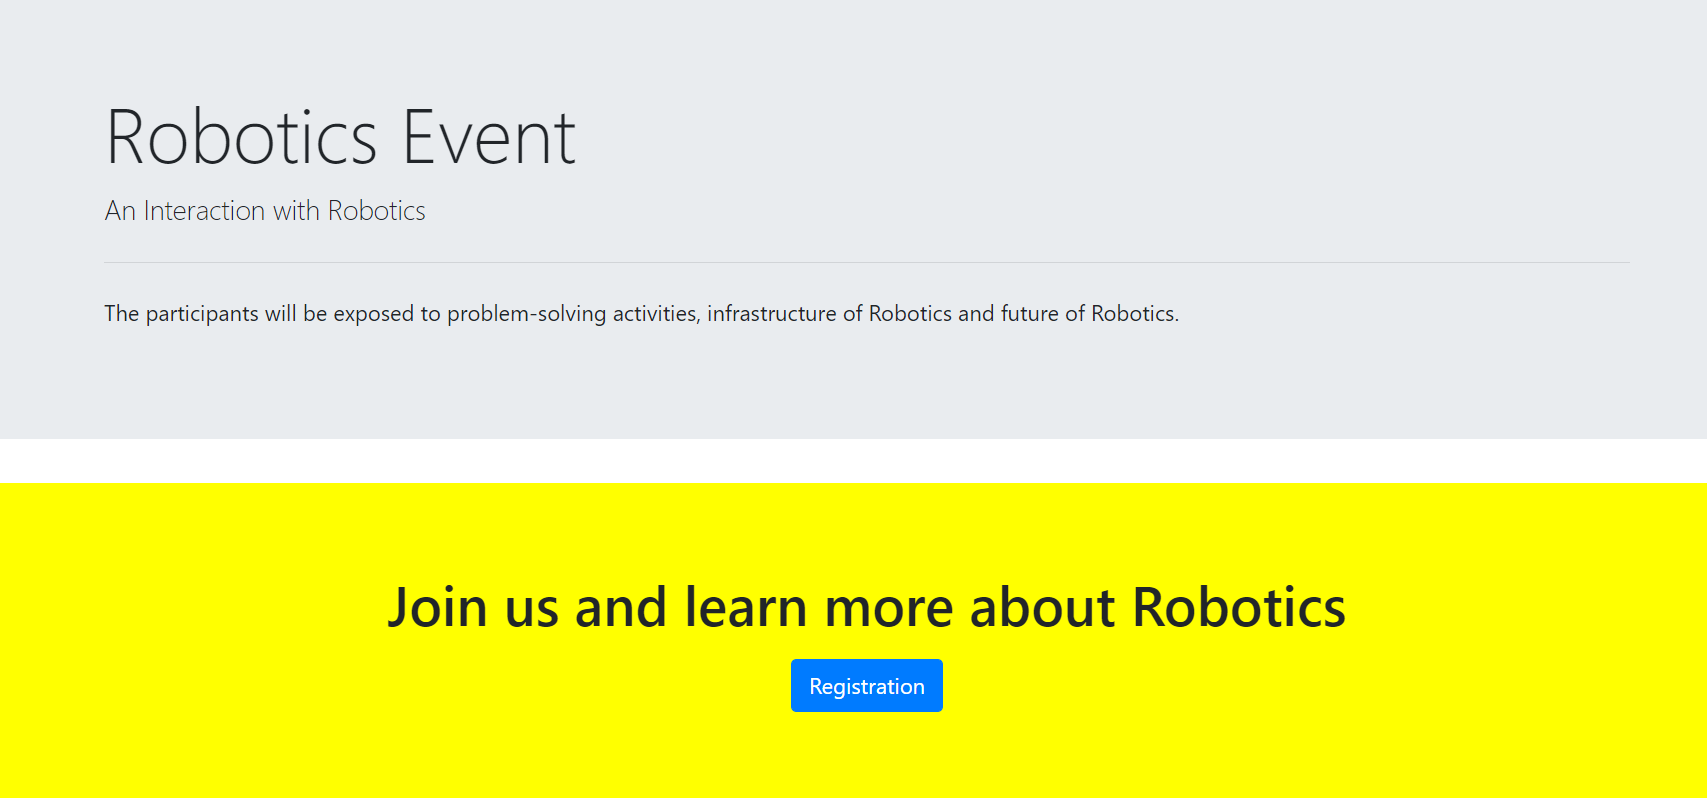 Robotics Event
An Interaction with Robotics
The participants will be exposed to problem-solving activities, infrastructure of Robotics and future of Robotics.
Join us and learn more about Robotics
Registration